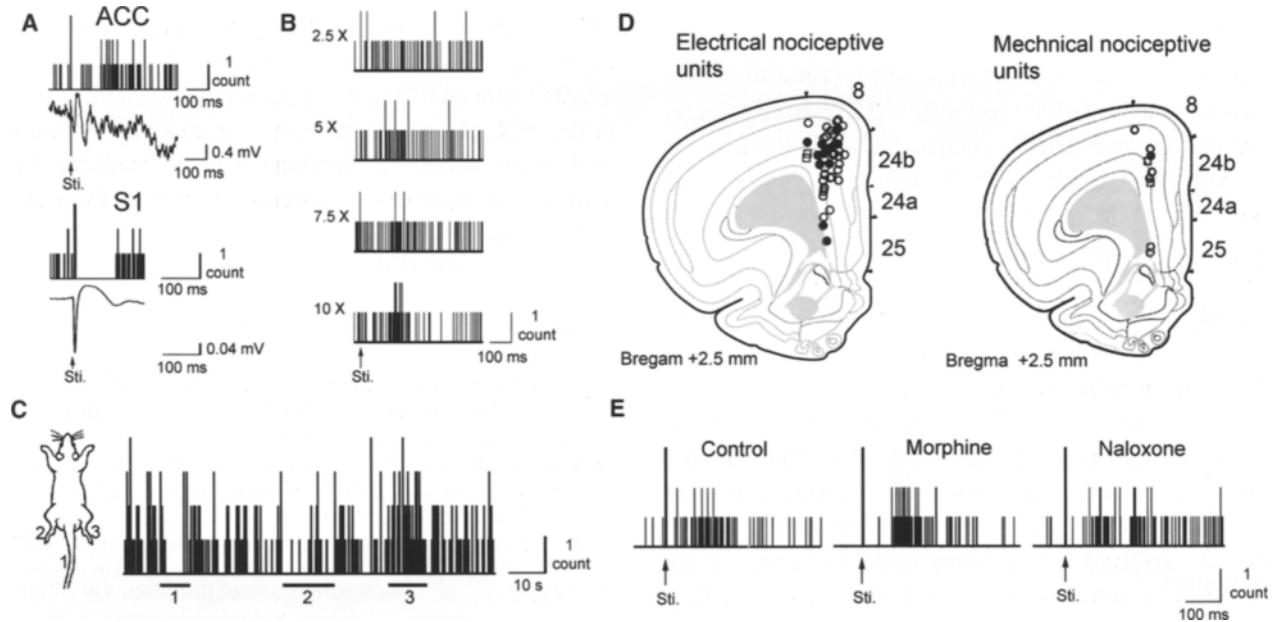 A
ACC
1
count
100 ms
0.4 mV
100 ms
Sti.
S1
1
count
100 ms
0.04 mV
100 ms
Sti.
B
2.5 X
5 X
7.5 X
10 X
1
count
100 ms
Sti.
C
2
3
1
1
2
3
1
count
10 s
D
Electrical nociceptive
units
8
24b
24a
25
Bregam +2.5 mm
Mechnical nociceptive
units
8
24b
24a
25
Bregma +2.5 mm
E
Control
Morphine
Naloxone
Sti.
Sti.
Sti.
1
count
100 ms